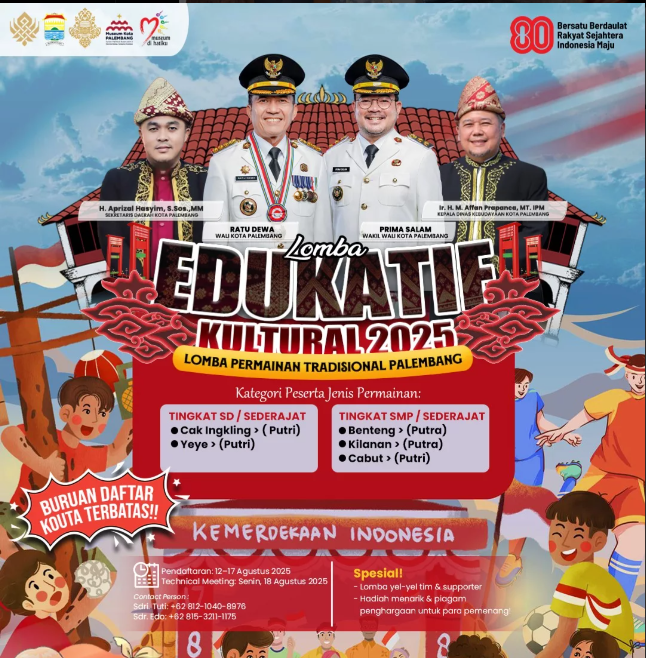 Museum Kota
PALEMBANG
museum
di hatiku
80
Bersatu Berdaulat
Rakyat Sejahtera
Indonesia Maju
H. Aprizal Hasyim, S.Sos.,MM
SEKRETARIS DAERAH KOTA PALEMBANG
RATU DEWA
WALI KOTA PALEMBANG
PRIMA SALAM
WAKIL WALI KOTA PALEMBANG
Ir. H. M. Affan Prapanca, MT. IPM
KEPALA DINAS KEBUDAYAAN KOTA PALEMBANG
Lomba
EDUKATIF
KULTURAL 2025
LOMBA PERMAINAN TRADISIONAL PALEMBANG
Kategori Peserta Jenis Permainan:
TINGKAT SD / SEDERAJAT
● Cak Ingkling > ( Putri)
● Yeye > (Putri)
TINGKAT SMP / SEDERAJAT
● Benteng > (Putra)
● Kilanan > (Putra)
● Cabut > (Putri)
BURUAN DAFTAR
KOUTA TERBATAS!!
KEMERDEKAAN INDONESIA
Pendaftaran: 12-17 Agustus 2025
Technical Meeting: Senin, 18 Agustus 2025
Contact Person :
Sdri. Tuti: +62 812-1040-8976
Sdr. Edo: +62 815-3211-1175
Spesial!
- Lomba yel-yel tim & supporter
- Hadiah menarik & piagam
penghargaan untuk para pemenang!
8
8